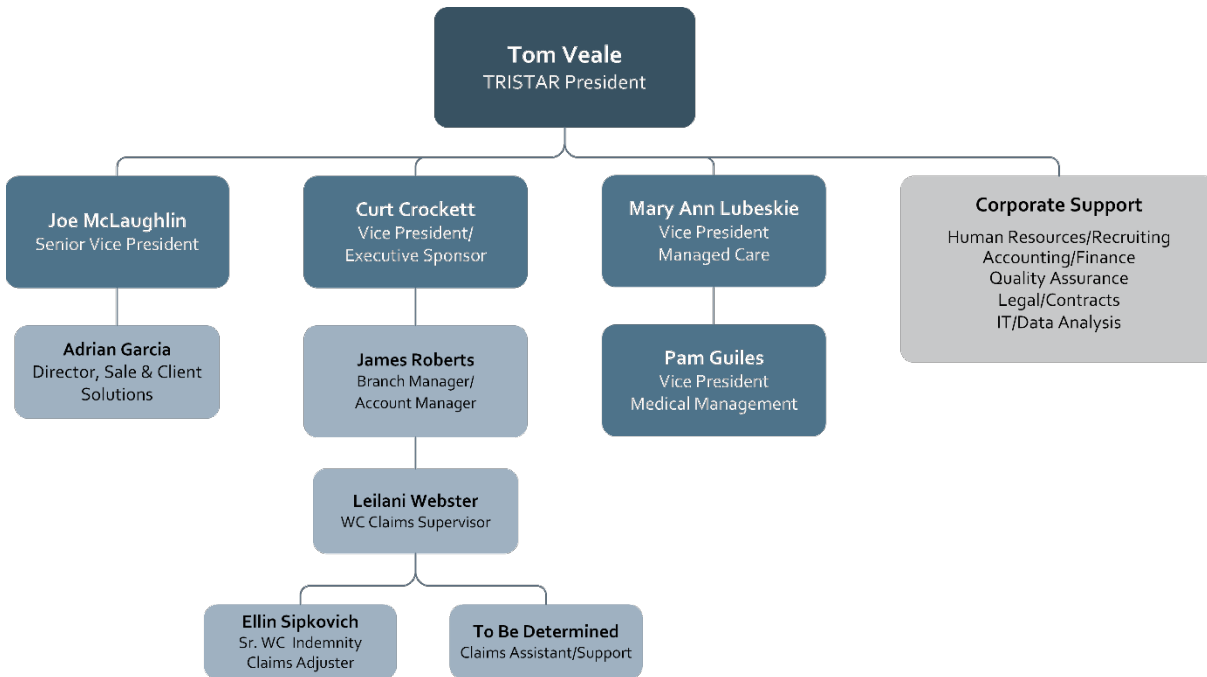 Tom Veale
TRISTAR President
Joe McLaughlin
Senior Vice President
Curt Crockett
Vice President/
Executive Sponsor
Mary Ann Lubeskie
Vice President
Managed Care
Corporate Support
Human Resources/Recruiting
Accounting/Finance
Quality Assurance
Legal/Contracts
IT/Data Analysis
Adrian Garcia
Director, Sale & Client
Solutions
James Roberts
Branch Manager/
Account Manager
Pam Guiles
Vice President
Medical Management
Leilani Webster
WC Claims Supervisor
Ellin Sipkovich
Sr. WC Indemnity
Claims Adjuster
To Be Determined
Claims Assistant/Support